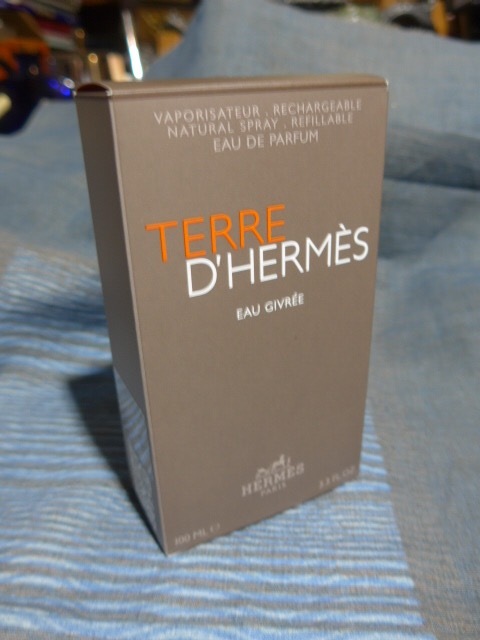 VAPORISATEUR . RECHARGEABLE
NATURAL SPRAY . REFILLABLE
EAU DE PARFUM
TERRE
D'HERMÈS
EAU GIVRÉE
HERMÈS
PARIS
100 ML ℮ 3.3 FL.OZ